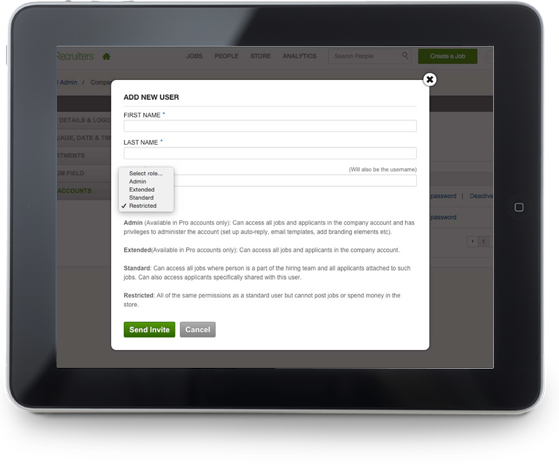 Recruiters
JOBS PEOPLE STORE ANALYTICS Search People Create a Job
Admin / Compa
DETAILS & LOGO
UAGE, DATE & TIM
RTMENTS
M FIELD
ACCOUNTS
ADD NEW USER
FIRST NAME *
LAST NAME *
(Will also be the username)
Select role...
Admin
Extended
Standard
✓ Restricted
Admin (Available in Pro accounts only): Can access all jobs and applicants in the company account and has
privileges to administer the account (set up auto-reply, email templates, add branding elements etc).
Extended(Available in Pro accounts only): Can access all jobs and applicants in the company.
Standard: Can access all jobs where person is a part of the hiring team and all applicants attached to such
jobs. Can also access applicants specifically shared with this user.
Restricted: All of the same permissions as a standard user but cannot post jobs or spend money in the
store.
Send Invite Cancel
password | Deactiva
password
1 2